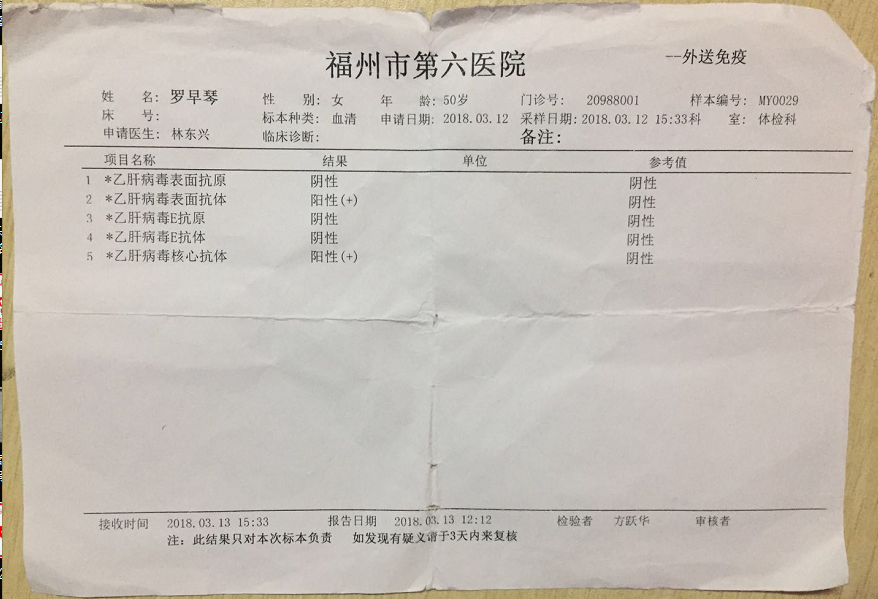 福州市第六医院 --外送免疫
姓 名: 罗早琴 性 别: 女 年 龄: 50岁 门诊号: 20988001 样本编号: MY0029
床 号: 标本种类: 血清 申请日期: 2018.03.12 采样日期: 2018.03.12 15:33 科 室: 体检科
申请医生: 林东兴 临床诊断: 备注:
项目名称 结果 单位 参考值
1 *乙肝病毒表面抗原 阴性 阴性
2 *乙肝病毒表面抗体 阳性(+) 阴性
3 *乙肝病毒E抗原 阴性 阴性
4 *乙肝病毒E抗体 阴性 阴性
5 *乙肝病毒核心抗体 阳性(+) 阴性
接收时间 2018.03.13 15:33 报告日期 2018.03.13 12:12 检验者 方跃华 审核者
注: 此结果只对本次标本负责 如发现有疑义请于3天内来复核